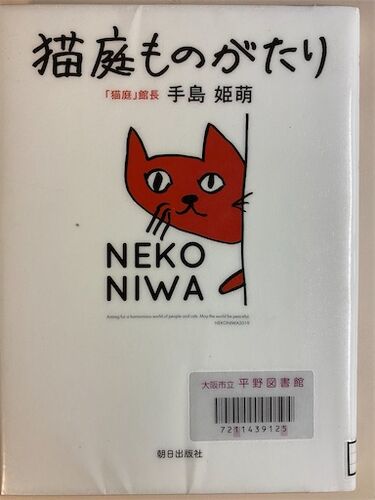 猫庭ものがたり
「猫庭」館長 手島 姫萌
NEKO
NIWA
Aiming for a harmonious world of people and cats. May the world be peaceful.
NEKONIWA2019
大阪市立 平野図書館
7211439125
朝日出版社